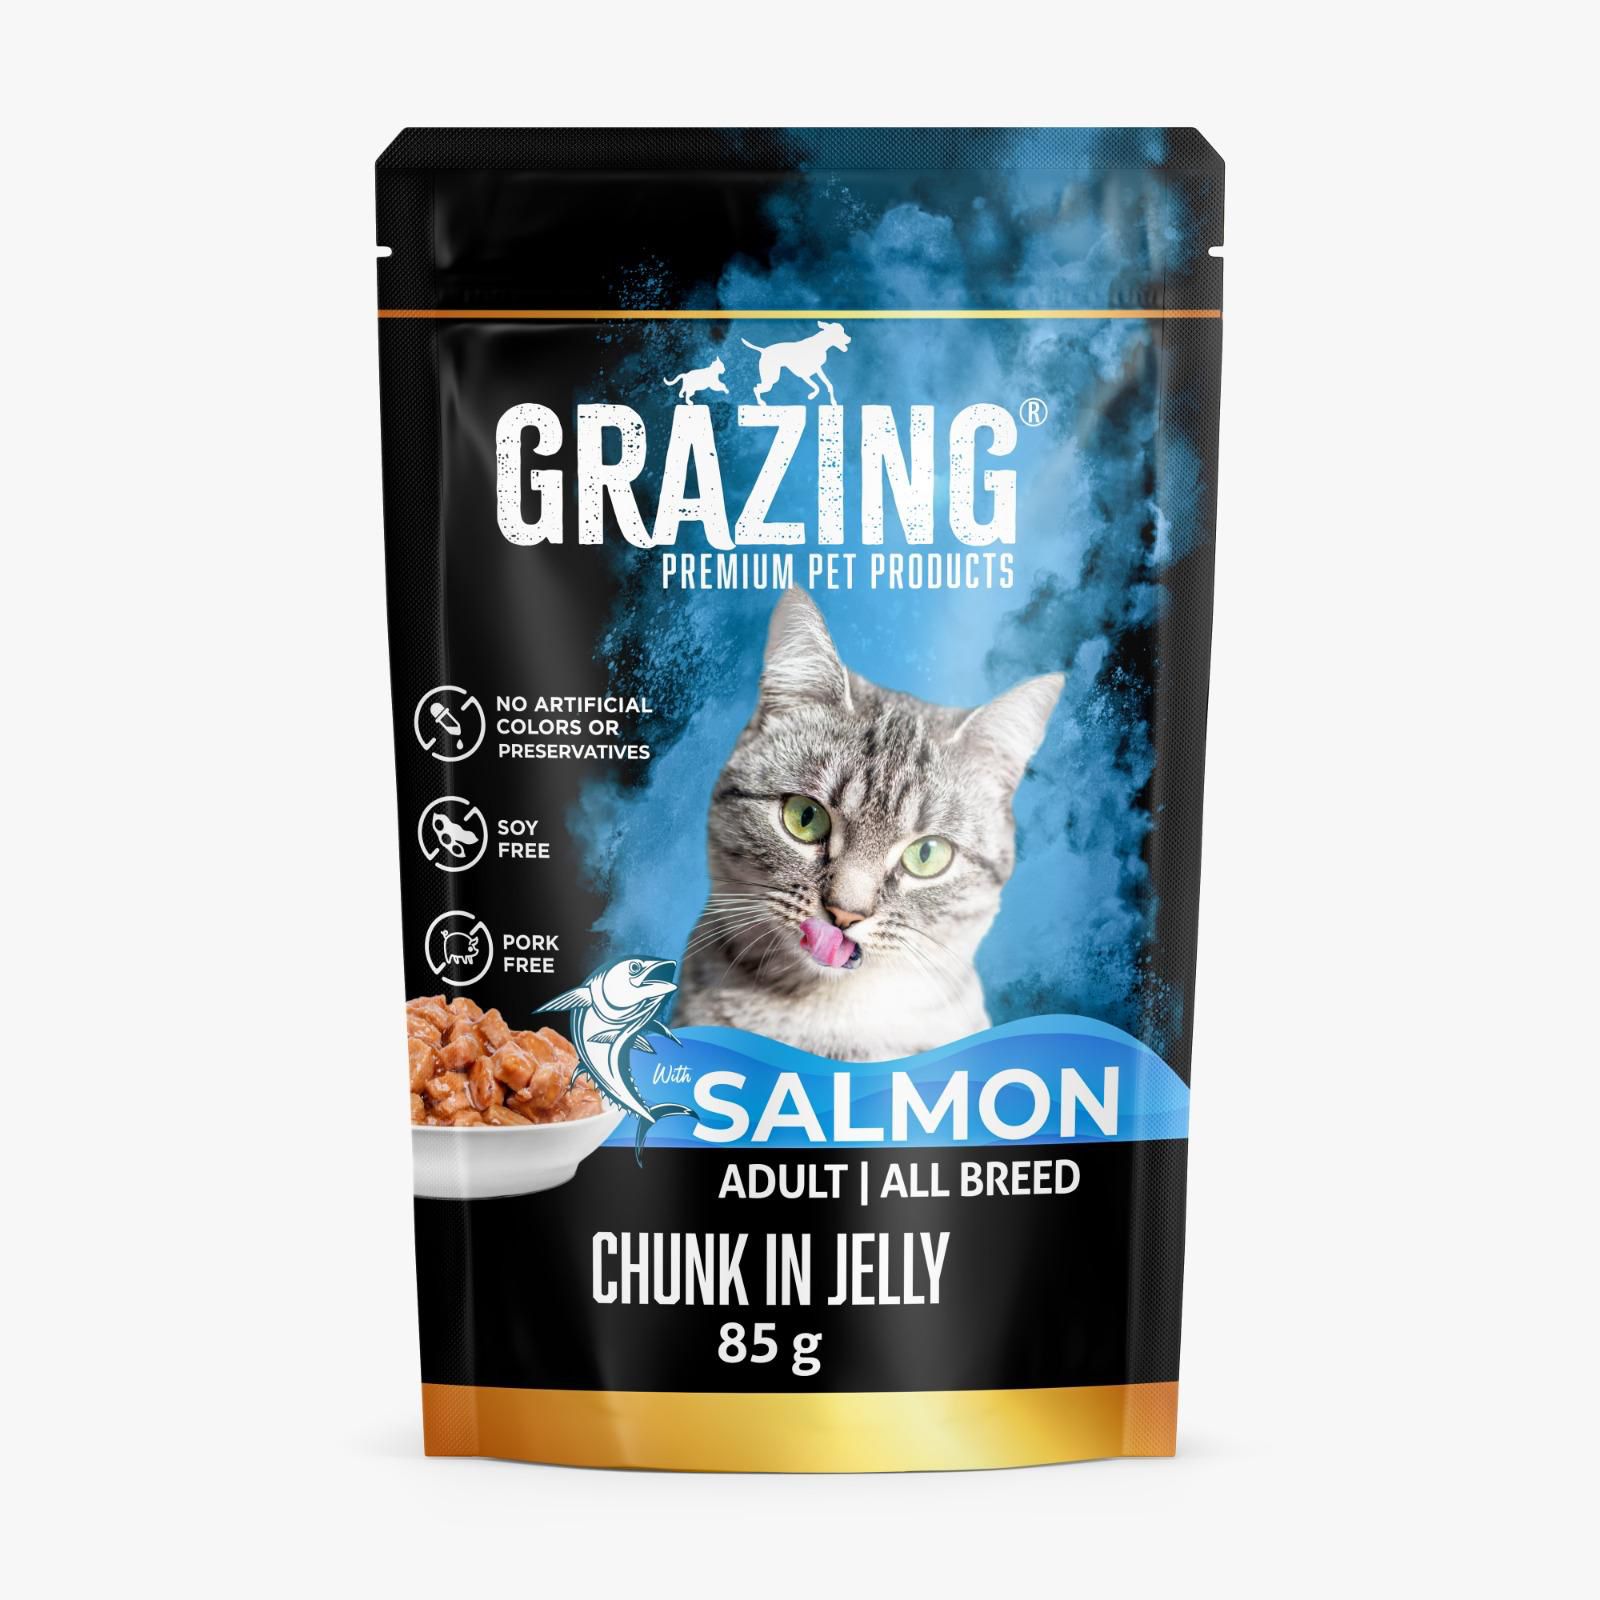 GRAZING®
PREMIUM PET PRODUCTS
NO ARTIFICIAL
COLORS OR
PRESERVATIVES
SOY
FREE
PORK
FREE
With SALMON
ADULT | ALL BREED
CHUNK IN JELLY
85 g